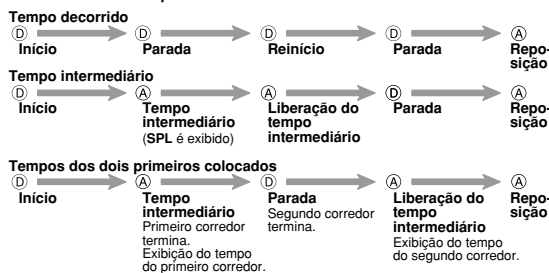 Tempo decorrido
D D D D A
Início Parada Reinício Parada Repo-
sição
Tempo intermediário
D A A D A
Início Tempo Liberação do Parada Repo-
intermediário tempo sição
(SPL é exibido) intermediário
Tempos dos dois primeiros colocados
D A D A A
Início Tempo Parada Liberação do Repo-
intermediário Segundo corredor tempo sição
Primeiro corredor termina. intermediário
termina. Exibição do tempo
Exibição do tempo do segundo corredor.
do primeiro corredor.